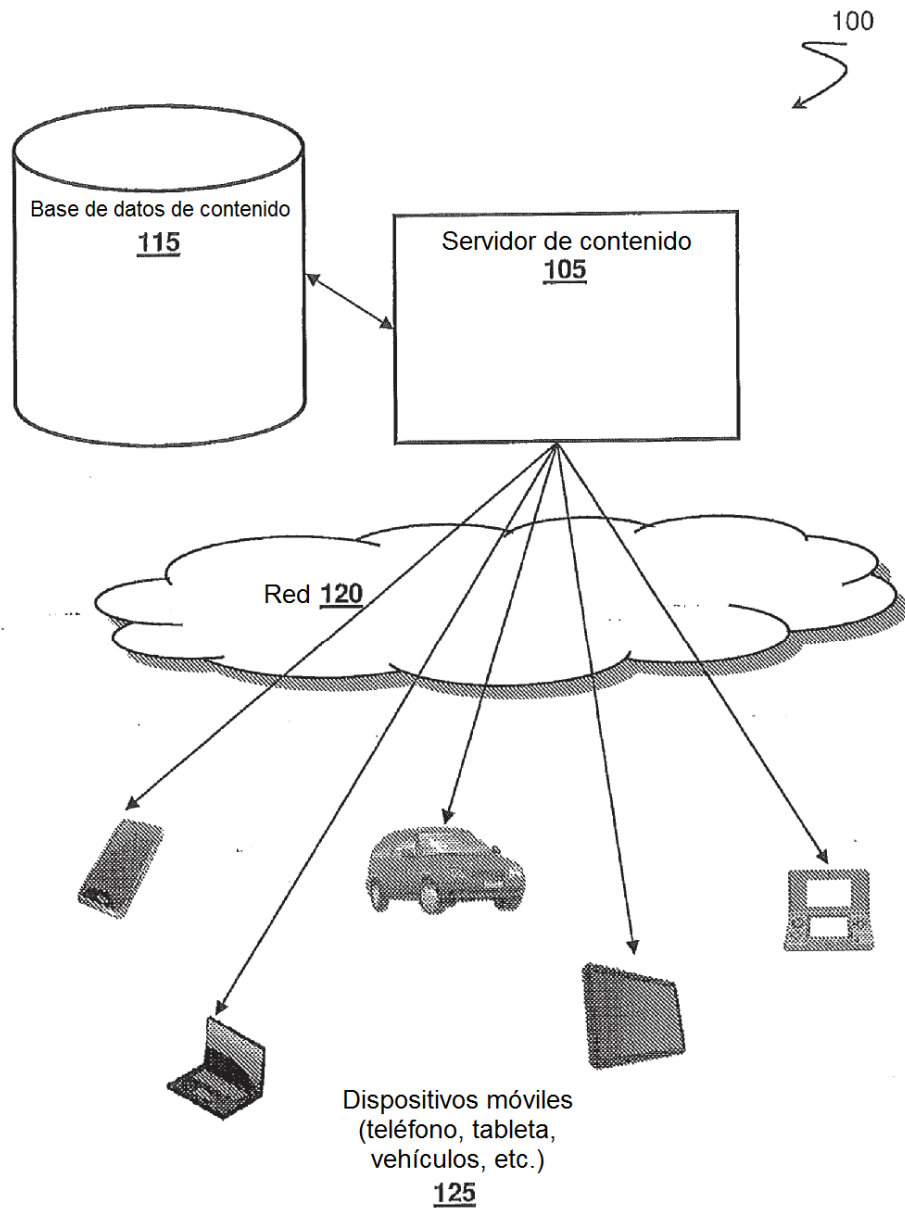 100
Base de datos de contenido
115
Servidor de contenido
105
Red 120
Dispositivos móviles
(teléfono, tableta,
vehículos, etc.)
125